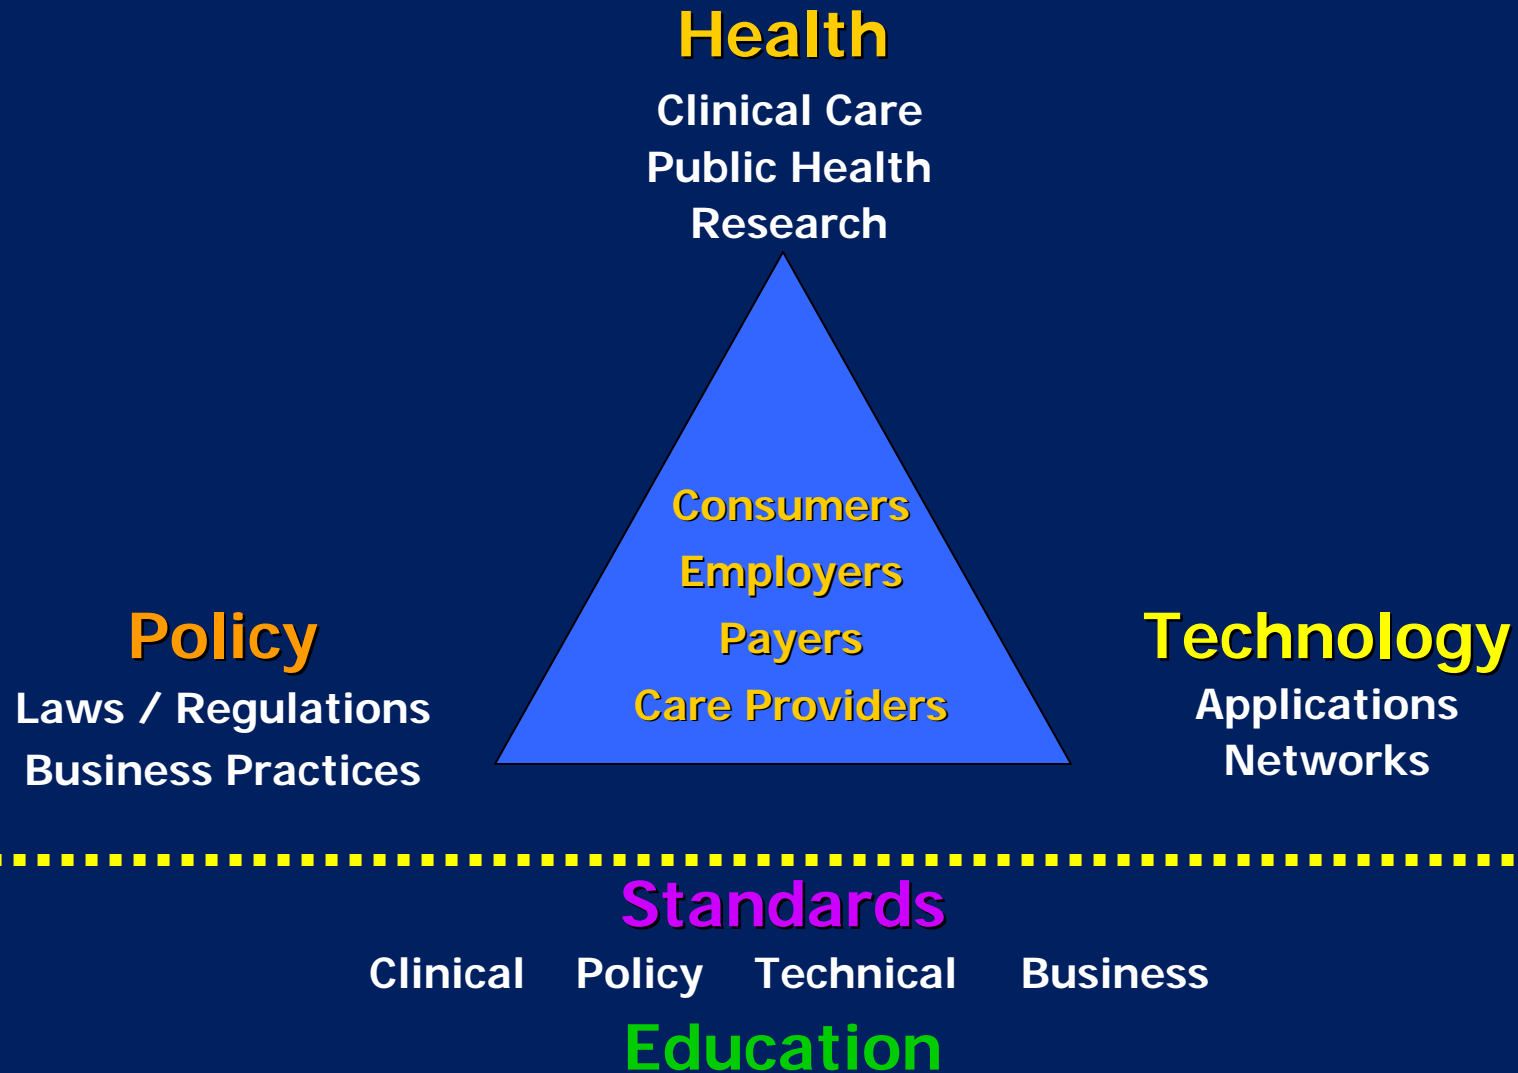 Health
Clinical Care
Public Health
Research
Consumers
Employers
Payers
Care Providers
Policy
Laws / Regulations
Business Practices
Technology
Applications
Networks
Standards
Clinical Policy Technical Business
Education